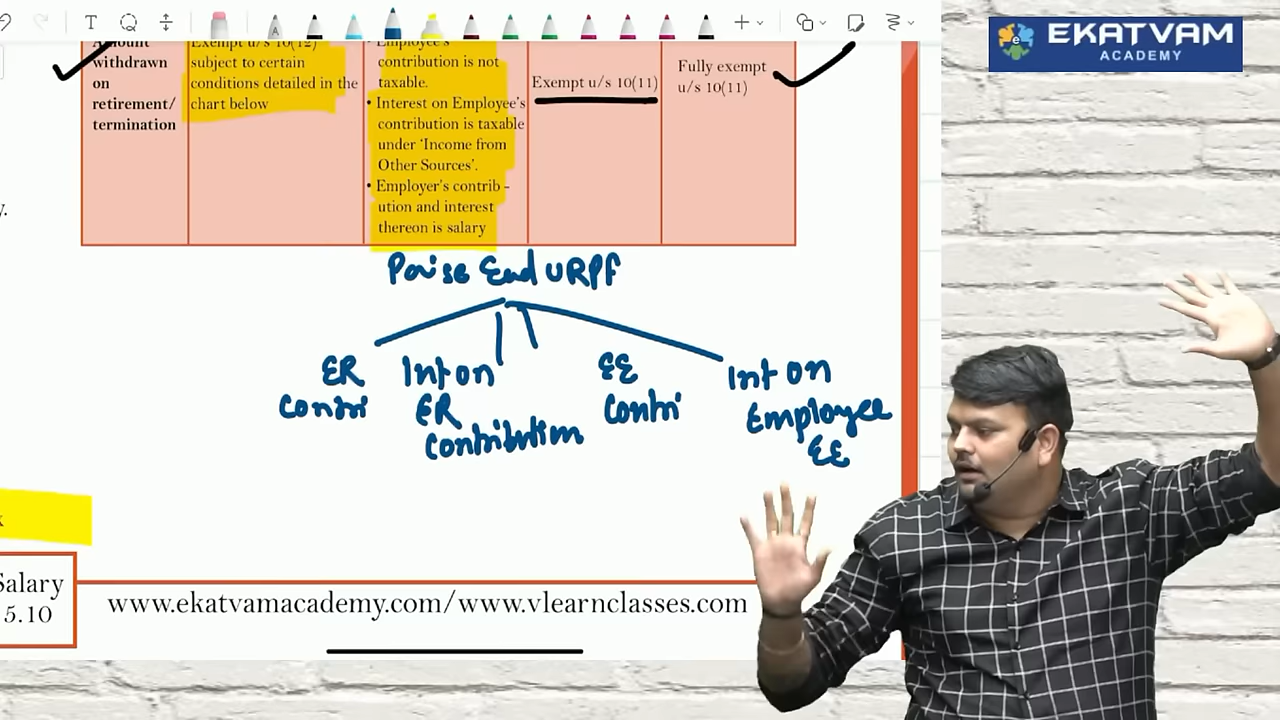 EKATVAM
ACADEMY
Amount
withdrawn
on
retirement/
termination
Exempt u/s 10(12)
subject to certain
conditions detailed in the
chart below
• Employee's
contribution is not
taxable.
• Interest on Employee's
contribution is taxable
under 'Income from
Other Sources'.
• Employer's contrib -
ution and interest
thereon is salary
Exempt u/s 10(11)
Fully exempt
u/s 10(11)
y.
Paisa End URPF
ER
Contri
Int on
ER
Contribution
EE
Contri
Int on
Employee
EE
x
Salary
5.10
www.ekatvamacademy.com/www.vlearnclasses.com